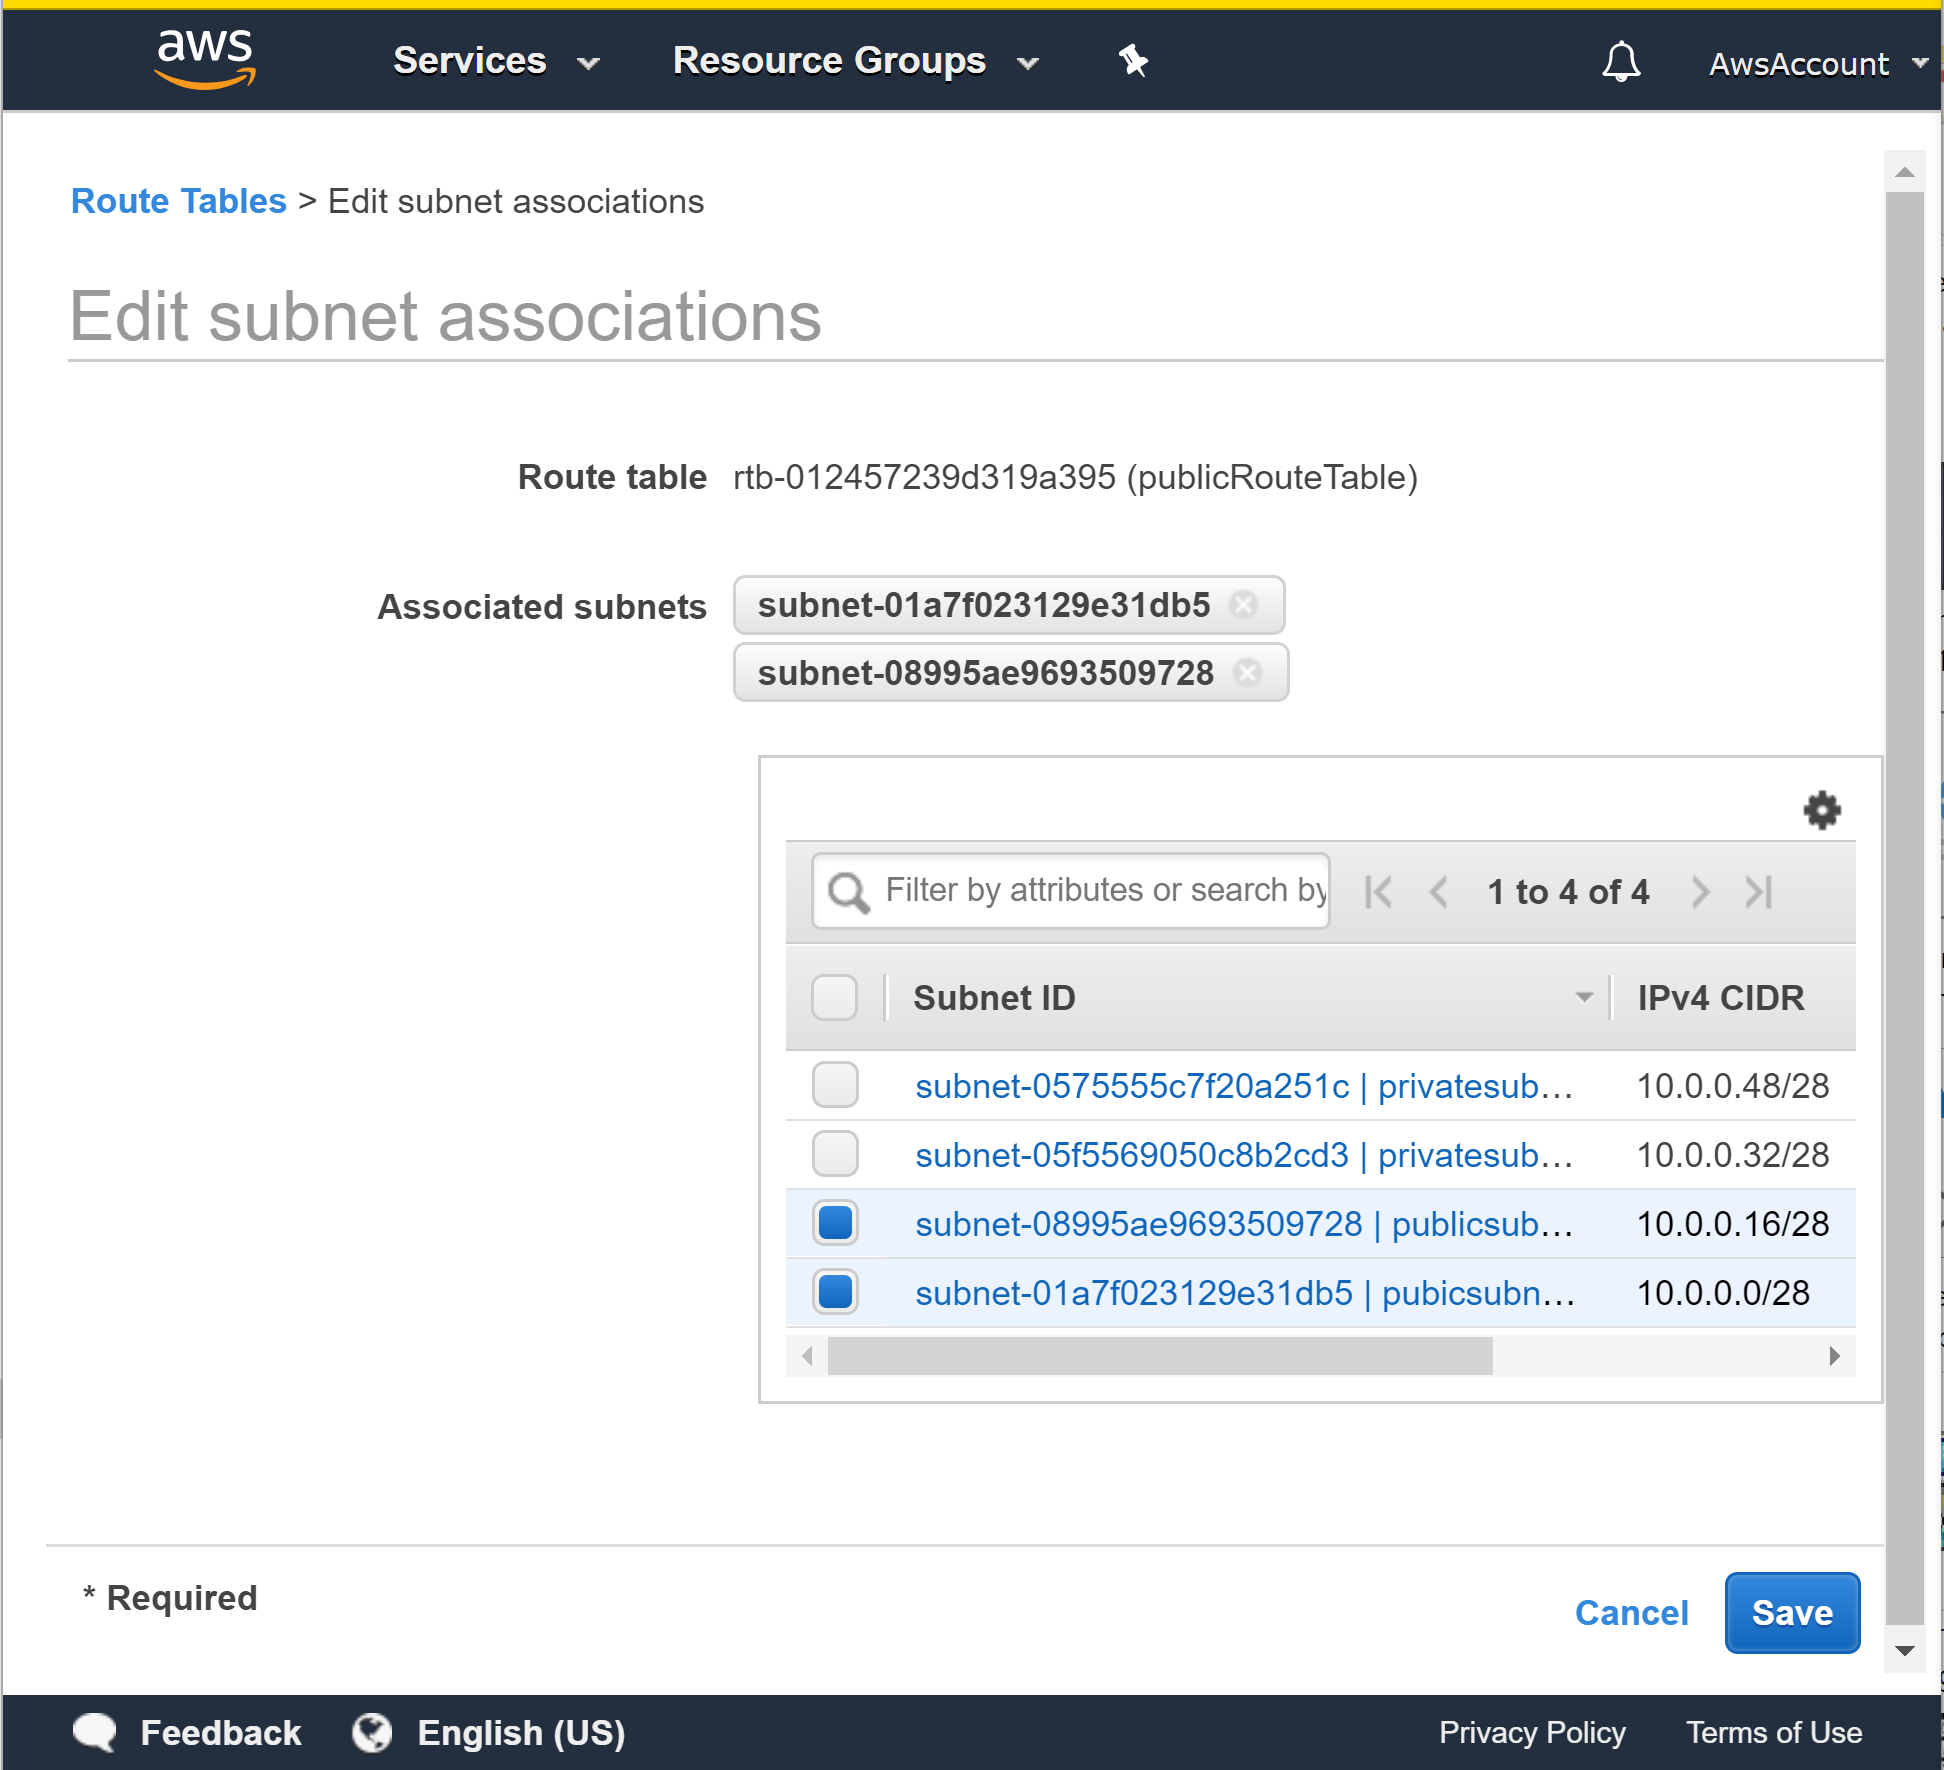 aws Services Resource Groups AwsAccount
Route Tables > Edit subnet associations
Edit subnet associations
Route table rtb-012457239d319a395 (publicRouteTable)
Associated subnets subnet-01a7f023129e31db5
subnet-08995ae9693509728
Filter by attributes or search by 1 to 4 of 4
Subnet ID IPv4 CIDR
subnet-0575555c7f20a251c | privatesub... 10.0.0.48/28
subnet-05f5569050c8b2cd3 | privatesub... 10.0.0.32/28
subnet-08995ae9693509728 | publicsub... 10.0.0.16/28
subnet-01a7f023129e31db5 | pubicsubn... 10.0.0.0/28
* Required
Cancel Save
Feedback English (US) Privacy Policy Terms of Use